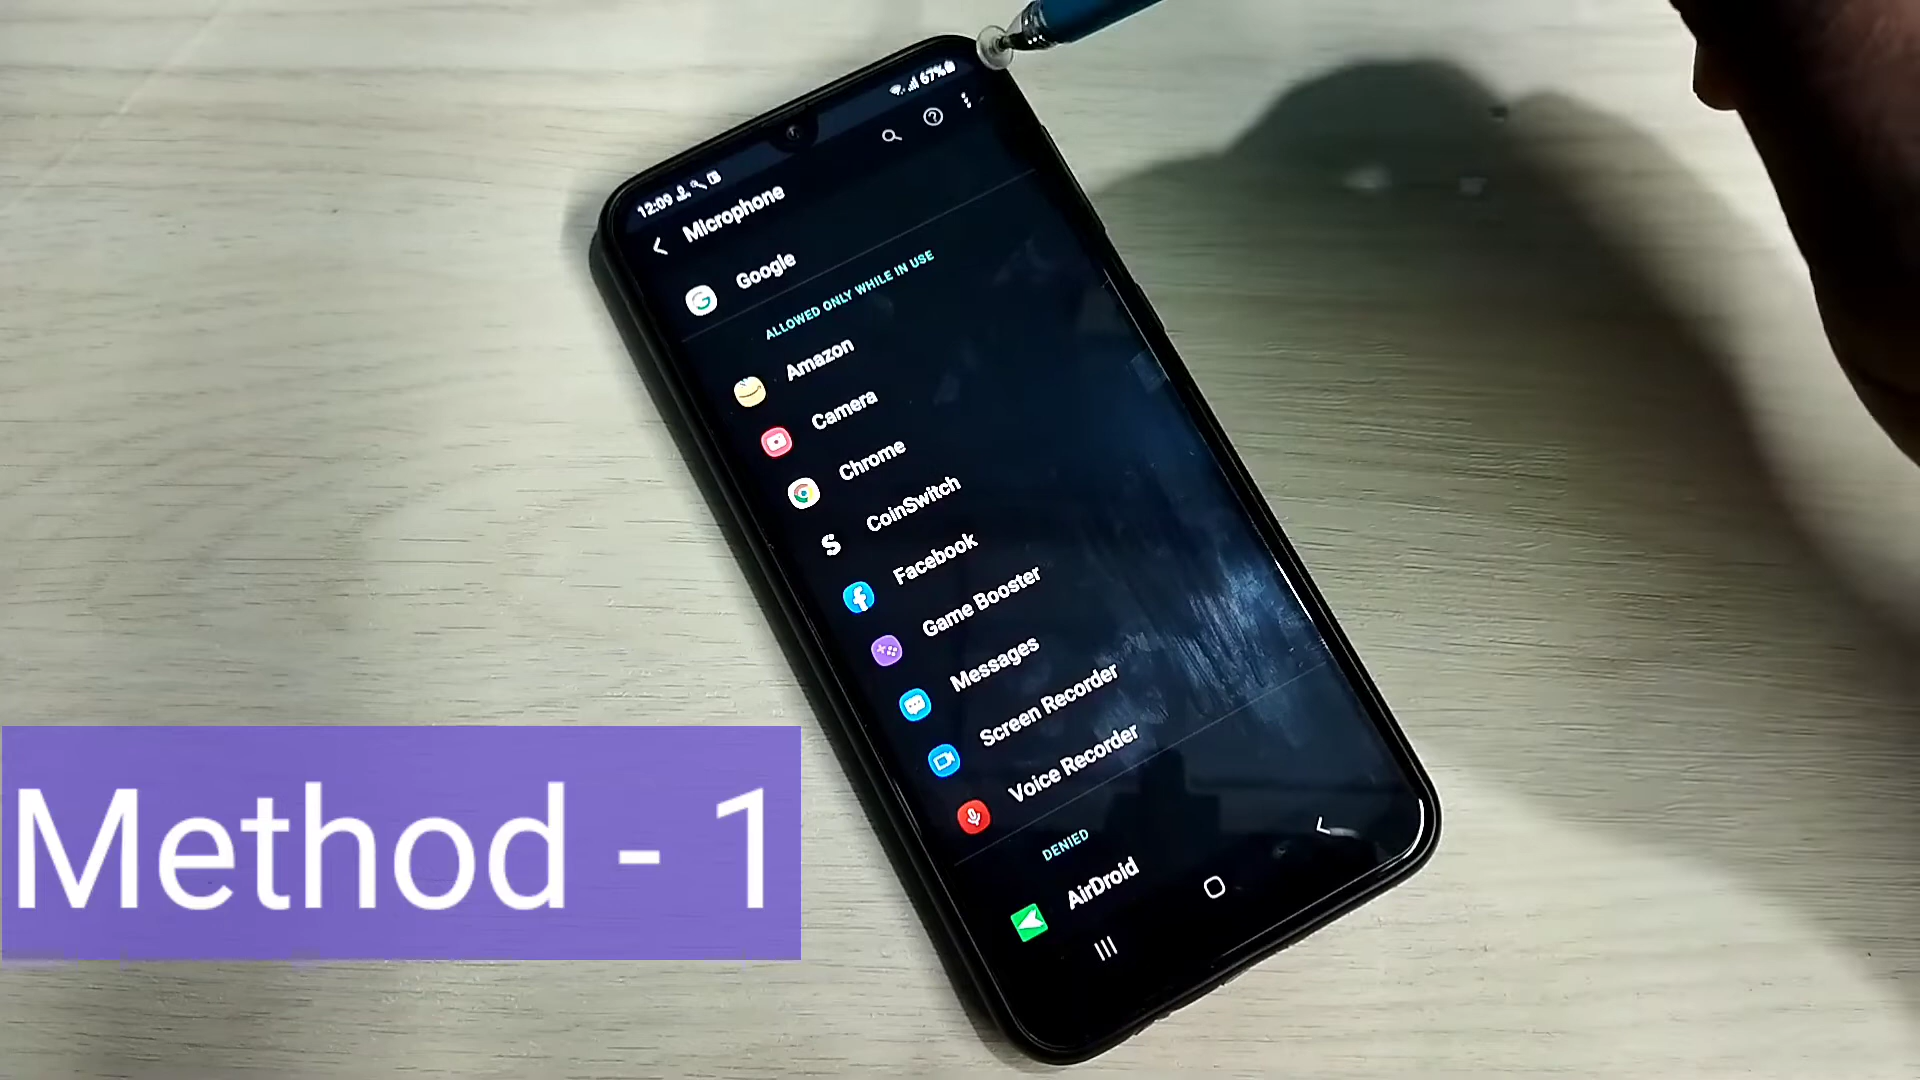 12:09
67%
Microphone
Google
ALLOWED ONLY WHILE IN USE
Amazon
Camera
Chrome
CoinSwitch
Facebook
Game Booster
Messages
Screen Recorder
Voice Recorder
DENIED
AirDroid
Method - 1